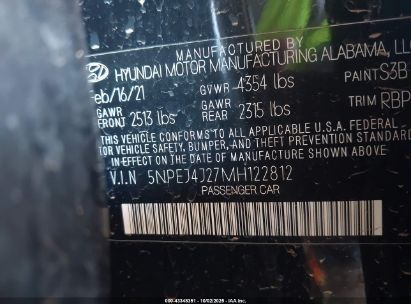 MANUFACTURED BY
HYUNDAI MOTOR MANUFACTURING ALABAMA, LL
eb/16/21 GVWR 4354 lbs PAINT S3B
GAWR FRONT 2513 lbs GAWR REAR 2315 lbs TRIM RBP
THIS VEHICLE CONFORMS TO ALL APPLICABLE U.S.A. FEDERAL
OR VEHICLE SAFETY, BUMPER, AND THEFT PREVENTION STANDARD
IN EFFECT ON THE DATE OF MANUFACTURE SHOWN ABOVE.
V.I.N 5NPEJ4J27MH122812
PASSENGER CAR